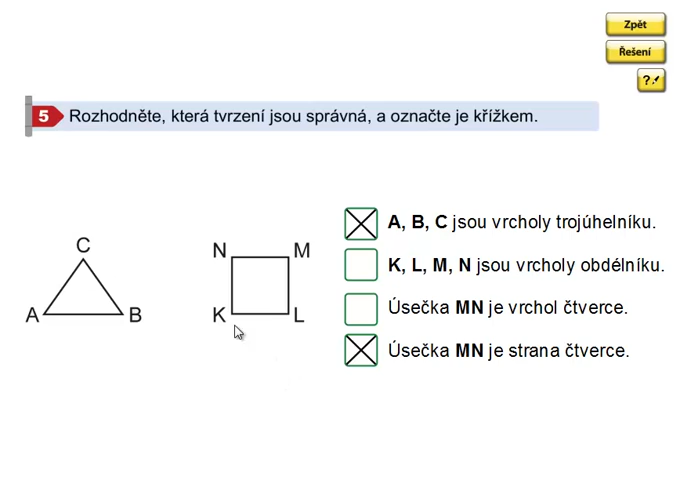 Zpět
Řešení
?
5 Rozhodněte, která tvrzení jsou správná, a označte je křížkem.
A, B, C jsou vrcholy trojúhelníku.
C
N M
K, L, M, N jsou vrcholy obdélníku.
A B K L
Úsečka MN je vrchol čtverce.
Úsečka MN je strana čtverce.